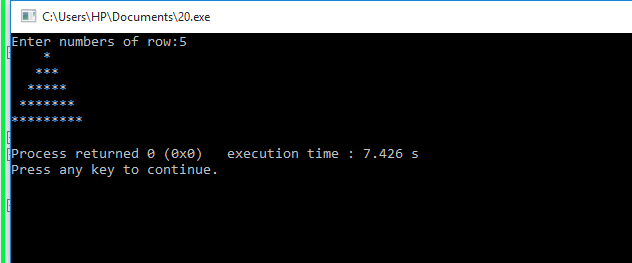 C:\Users\HP\Documents\20.exe
Enter numbers of row:5
    *
   ***
  *****
 *******
*********
Process returned 0 (0x0)   execution time : 7.426 s
Press any key to continue.